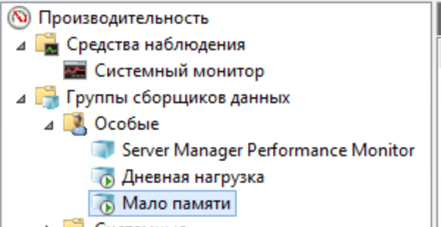 Производительность
Средства наблюдения
Системный монитор
Группы сборщиков данных
Особые
Server Manager Performance Monitor
Дневная нагрузка
Мало памяти